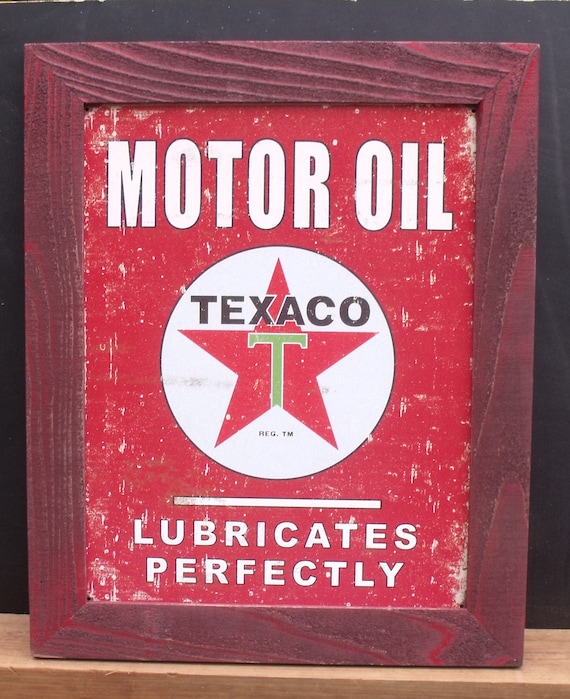 MOTOR OIL
TEXACO
T
REG. TM
LUBRICATES
PERFECTLY